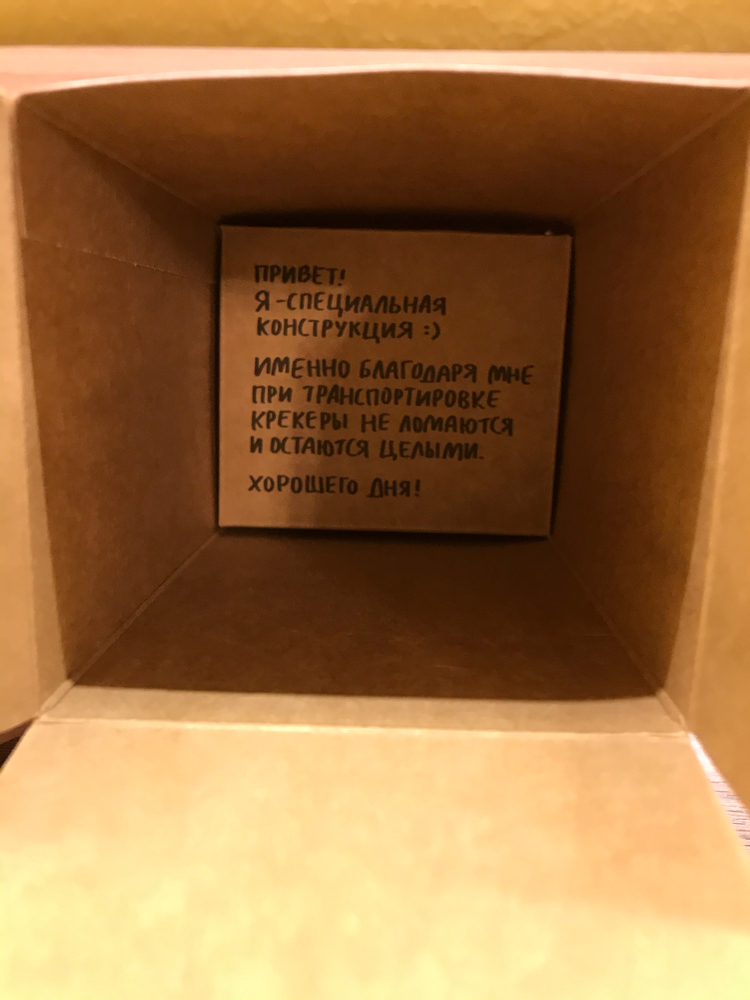 ПРИВЕТ!
Я-СПЕЦИАЛЬНАЯ
КОНСТРУКЦИЯ :)
ИМЕННО БЛАГОДАРЯ МНЕ
ПРИ ТРАНСПОРТИРОВКЕ
КРЕКЕРЫ НЕ ЛОМАЮТСЯ
И ОСТАЮТСЯ ЦЕЛЫМИ.
ХОРОШЕГО ДНЯ!